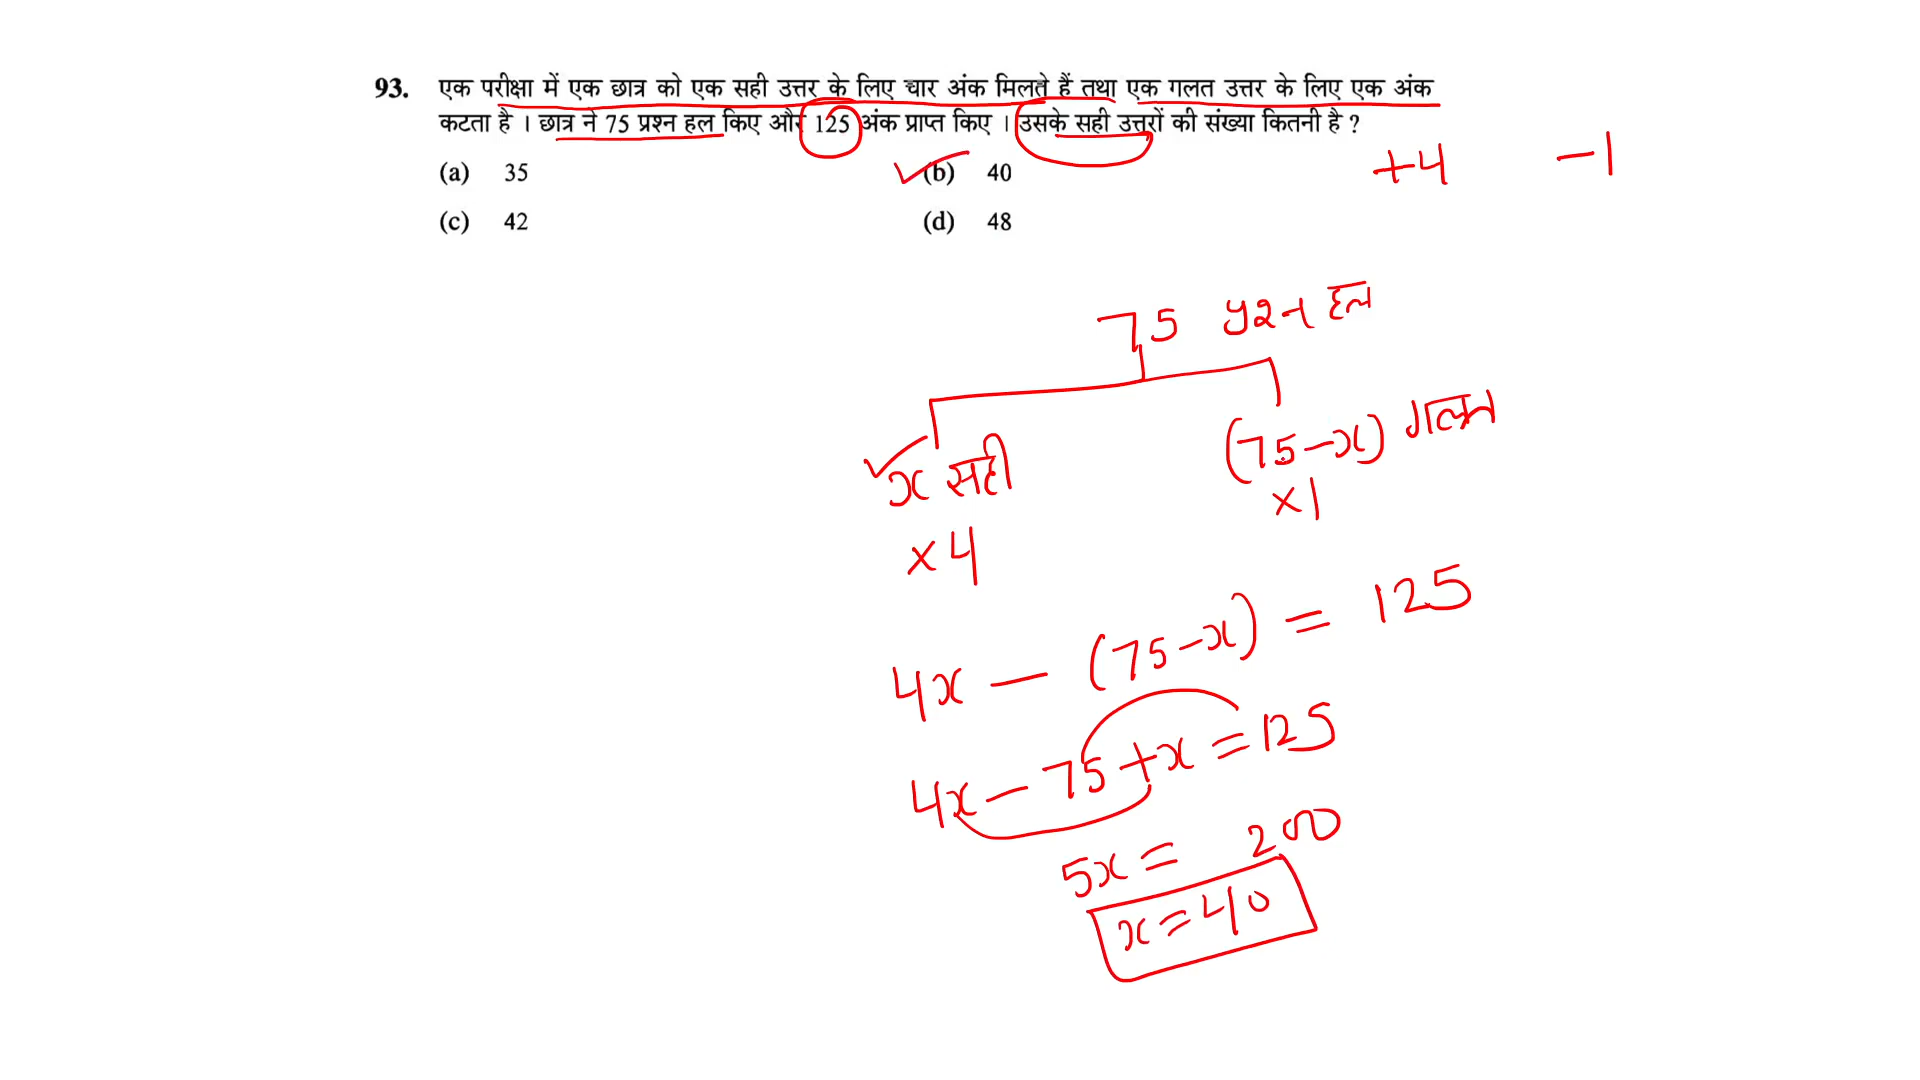 93. एक परीक्षा में एक छात्र को एक सही उत्तर के लिए चार अंक मिलते हैं तथा एक गलत उत्तर के लिए एक अंक
कटता है । छात्र ने 75 प्रश्न हल किए और 125 अंक प्राप्त किए । उसके सही उत्तरों की संख्या कितनी है ?
+4 -1
(a) 35 (b) 40
(c) 42 (d) 48
75 प्रश्न हल
x सही (75-x) गलत
×4 ×1
4x - (75-x) = 125
4x - 75 + x = 125
5x = 200
x = 40